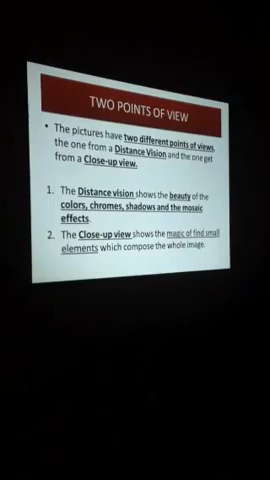 TWO POINTS OF VIEW
• The pictures have two different points of views,
the one from a Distance Vision and the one get
from a Close-up view.
1. The Distance vision shows the beauty of the
colors, chromes, shadows and the mosaic
effects.
2. The Close-up view shows the magic of find small
elements which compose the whole image.